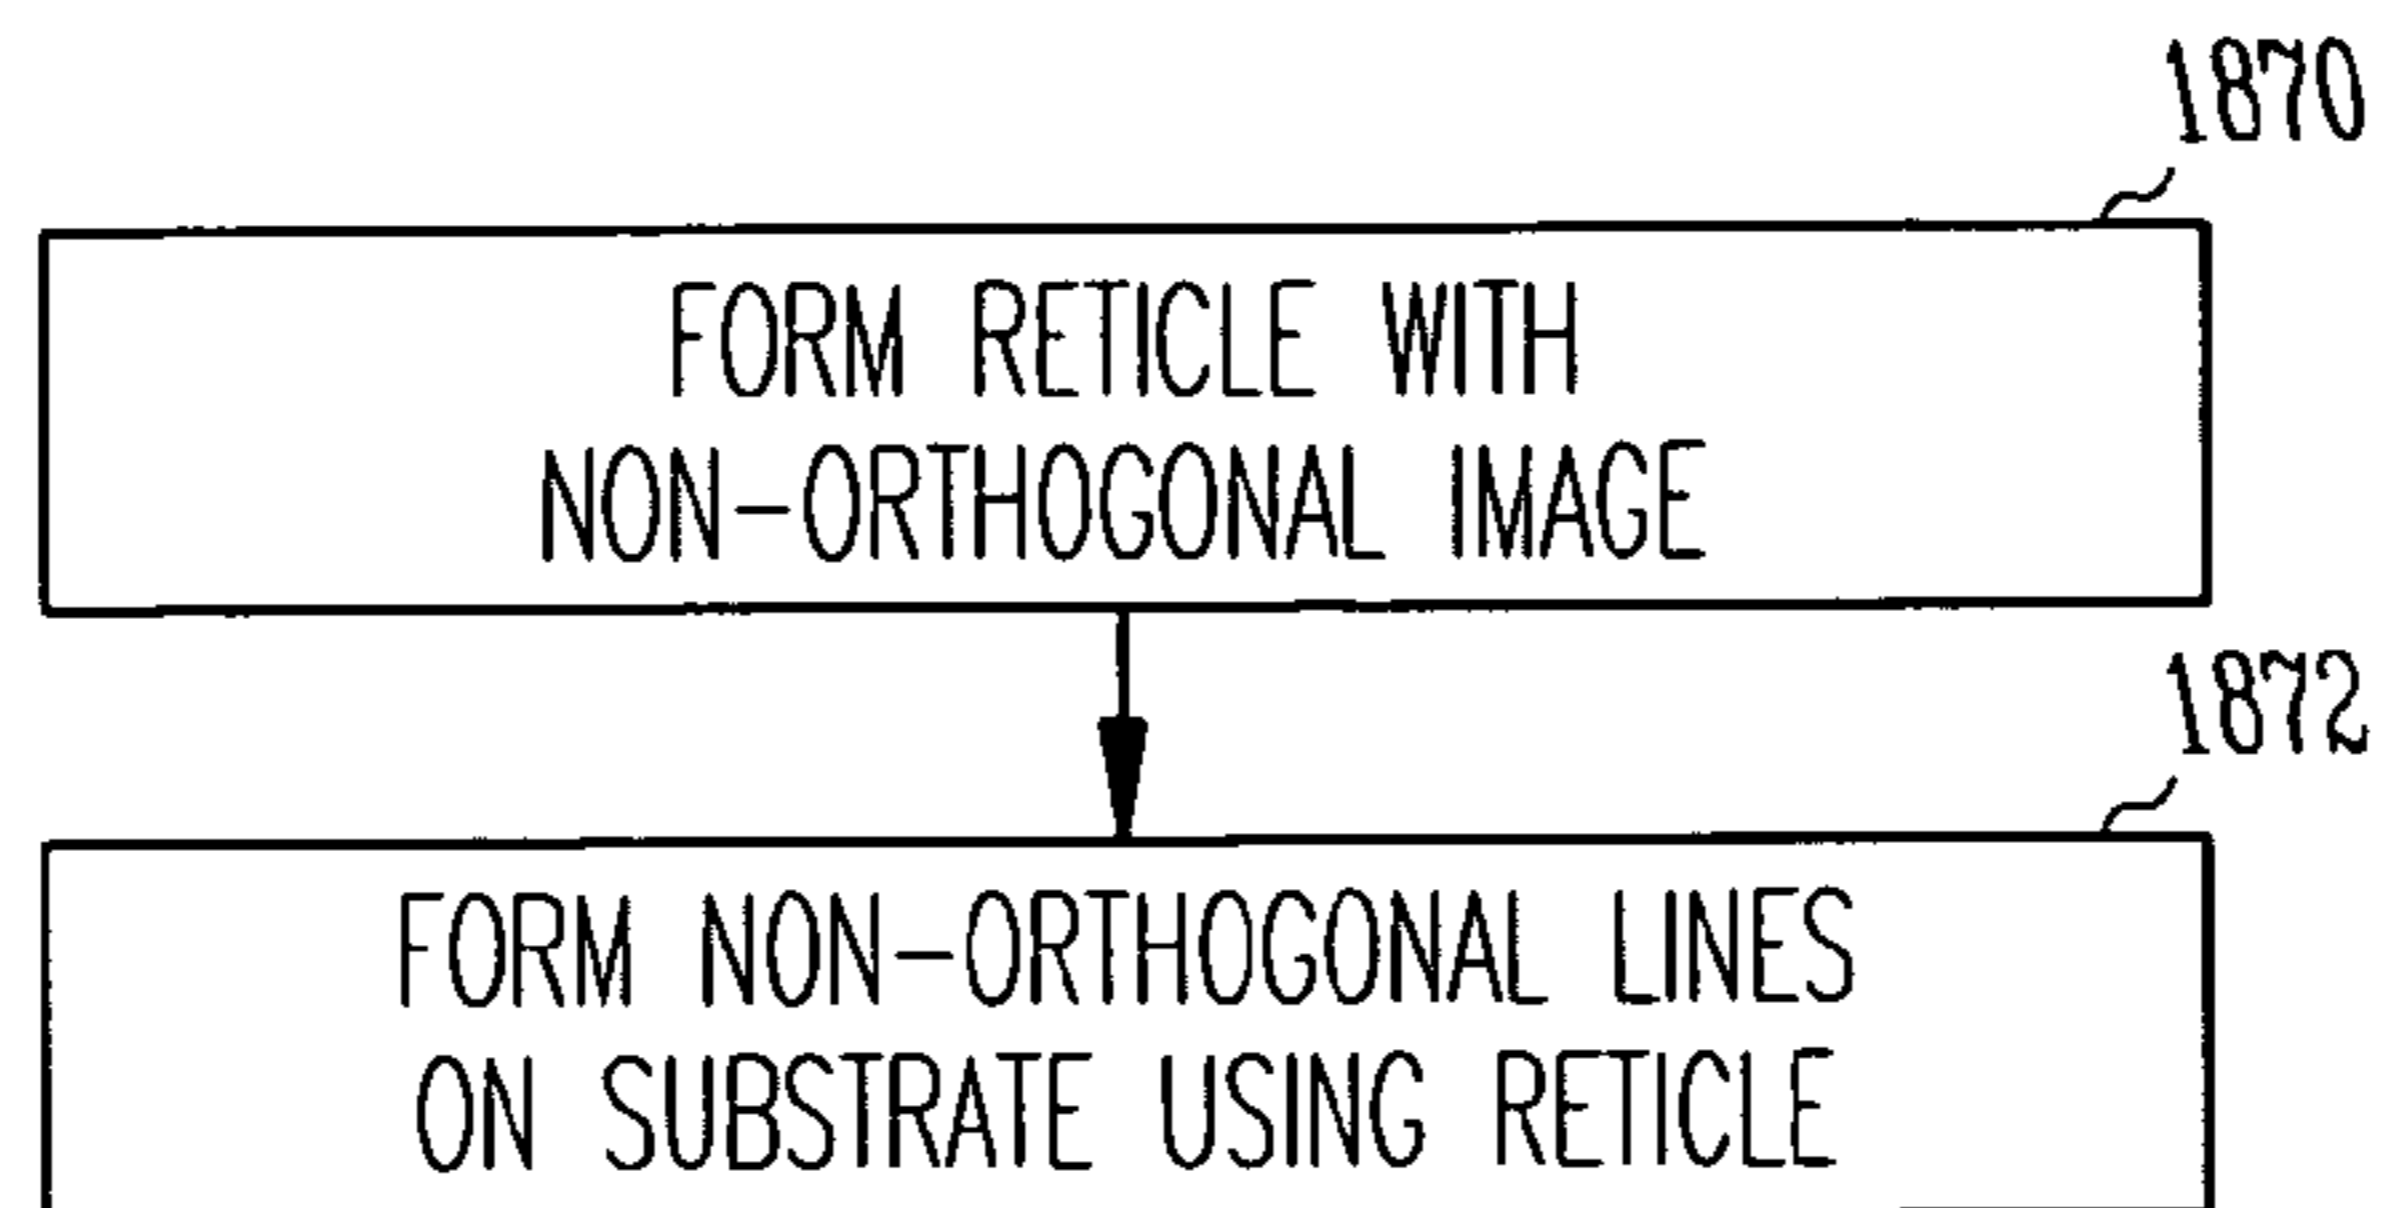 1870
FORM RETICLE WITH
NON-ORTHOGONAL IMAGE
1872
FORM NON-ORTHOGONAL LINES
ON SUBSTRATE USING RETICLE